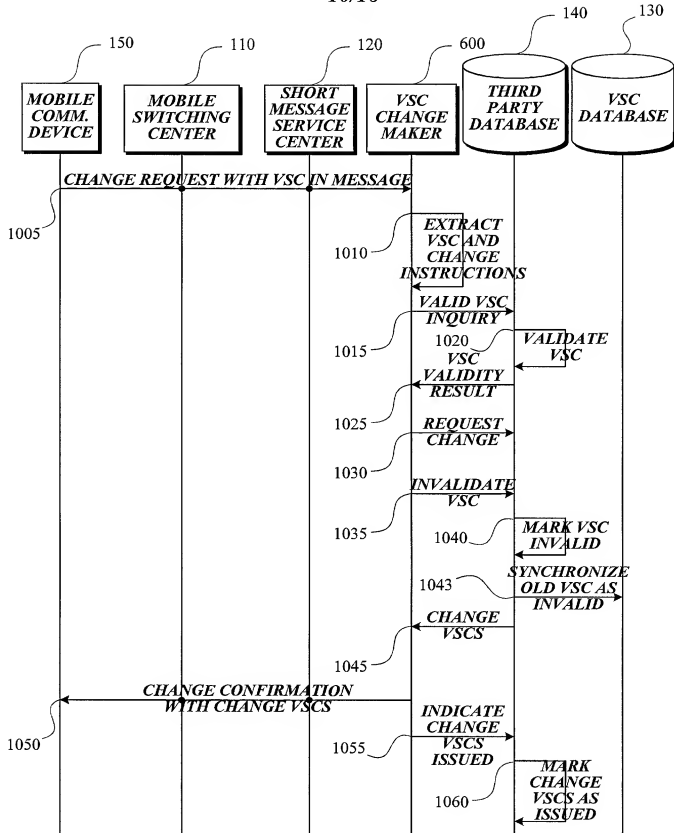 10/10
150
110
120
600
140
130
MOBILE
COMM.
DEVICE
MOBILE
SWITCHING
CENTER
SHORT
MESSAGE
SERVICE
CENTER
VSC
CHANGE
MAKER
THIRD
PARTY
DATABASE
VSC
DATABASE
CHANGE REQUEST WITH VSC IN MESSAGE
1005
1010
EXTRACT
VSC AND
CHANGE
INSTRUCTIONS
VALID VSC
INQUIRY
1015
1020
VALIDATE
VSC
VSC
VALIDITY
RESULT
1025
REQUEST
CHANGE
1030
INVALIDATE
VSC
1035
1040
MARK VSC
INVALID
1043
SYNCHRONIZE
OLD VSC AS
INVALID
CHANGE
VSCS
1045
CHANGE CONFIRMATION
WITH CHANGE VSCS
1050
INDICATE
CHANGE
VSCS
ISSUED
1055
1060
MARK
CHANGE
VSCS AS
ISSUED